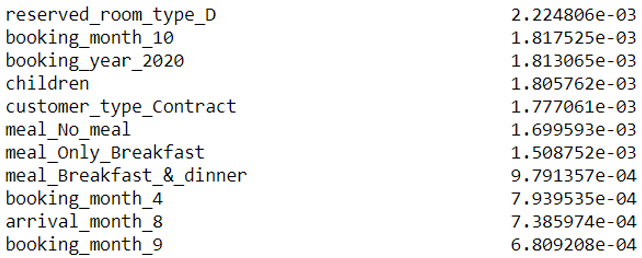 reserved_room_type_D 2.224806e-03
booking_month_10 1.817525e-03
booking_year_2020 1.813065e-03
children 1.805762e-03
customer_type_Contract 1.777061e-03
meal_No_meal 1.699593e-03
meal_Only_Breakfast 1.508752e-03
meal_Breakfast_&_dinner 9.791357e-04
booking_month_4 7.939535e-04
arrival_month_8 7.385974e-04
booking_month_9 6.809208e-04